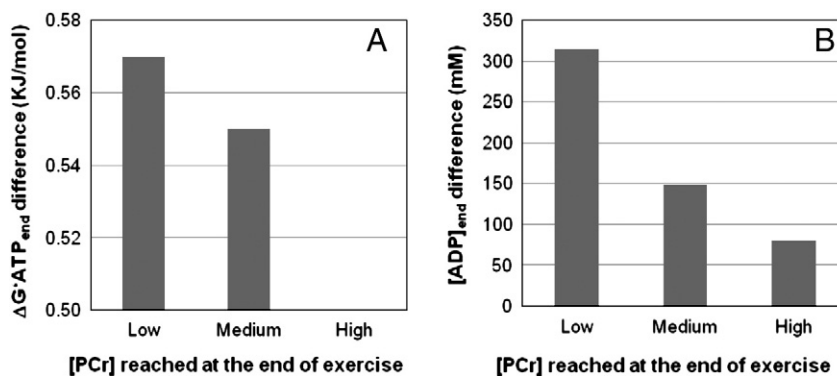 A
ΔG'ATPend difference (KJ/mol)
0.58
0.56
0.54
0.52
0.50
Low Medium High
[PCr] reached at the end of exercise
B
[ADP]end difference (mM)
350
300
250
200
150
100
50
0
Low Medium High
[PCr] reached at the end of exercise